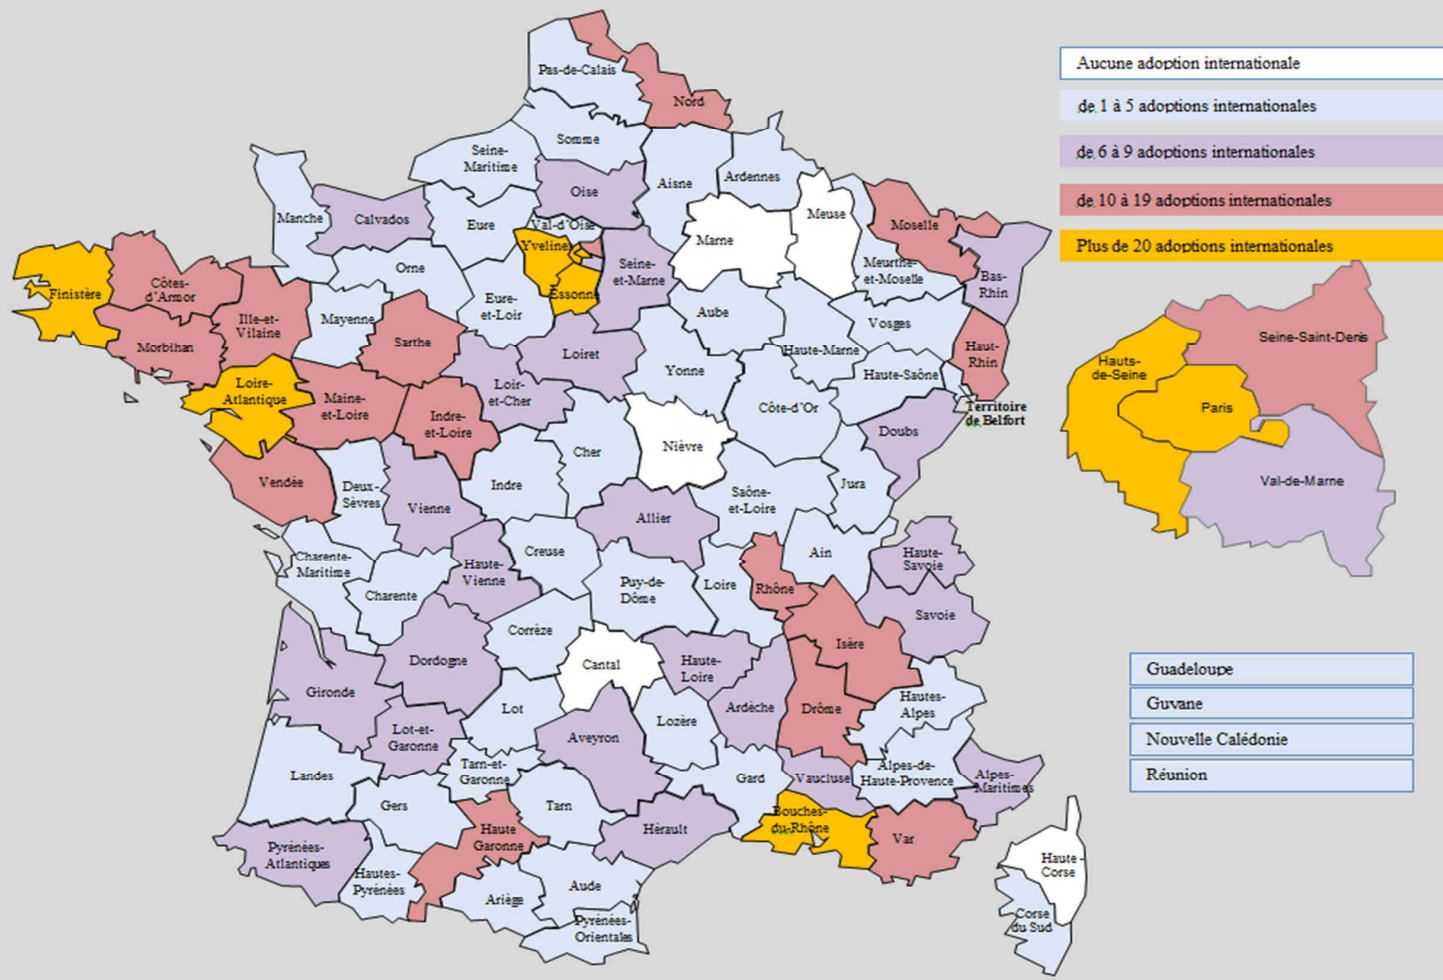 Aucune adoption internationale
de 1 à 5 adoptions internationales
de 6 à 9 adoptions internationales
de 10 à 19 adoptions internationales
Plus de 20 adoptions internationales
Pas-de-Calais
Nord
Somme
Seine-
Maritime
Oise
Aisne
Ardennes
Manche
Calvados
Eure
Val-d'Oise
Yvelines
Essonne
Seine-
et-Marne
Marne
Meuse
Moselle
Meurthe-
et-Moselle
Bas-
Rhin
Finistère
Côtes-
d'Armor
Morbihan
Ille-et-
Vilaine
Mayenne
Orne
Sarthe
Eure-
et-Loir
Loiret
Aube
Vosges
Haut-
Rhin
Haute-Marne
Haute-Saône
Territoire
de Belfort
Loire-
Atlantique
Maine-
et-Loire
Indre-
et-Loire
Loir-
et-Cher
Yonne
Côte-d'Or
Doubs
Nièvre
Cher
Indre
Vendée
Deux-
Sèvres
Vienne
Saône-
et-Loire
Jura
Allier
Creuse
Haute-
Vienne
Charente-
Maritime
Charente
Puy-de-
Dôme
Loire
Rhône
Ain
Haute-
Savoie
Savoie
Isère
Corrèze
Cantal
Haute-
Loire
Dordogne
Gironde
Lot
Lot-et-
Garonne
Aveyron
Lozère
Ardèche
Drôme
Hautes-
Alpes
Landes
Tarn-et-
Garonne
Gers
Tarn
Gard
Vaucluse
Alpes-de-
Haute-Provence
Alpes-
Maritimes
Haute
Garonne
Hérault
Bouches-
du-Rhône
Var
Pyrénées-
Atlantiques
Hautes-
Pyrénées
Ariège
Aude
Pyrénées-
Orientales
Haute-
Corse
Corse
du Sud
Hauts-
de-Seine
Paris
Seine-Saint-Denis
Val-de-Marne
Guadeloupe
Guvane
Nouvelle Calédonie
Réunion